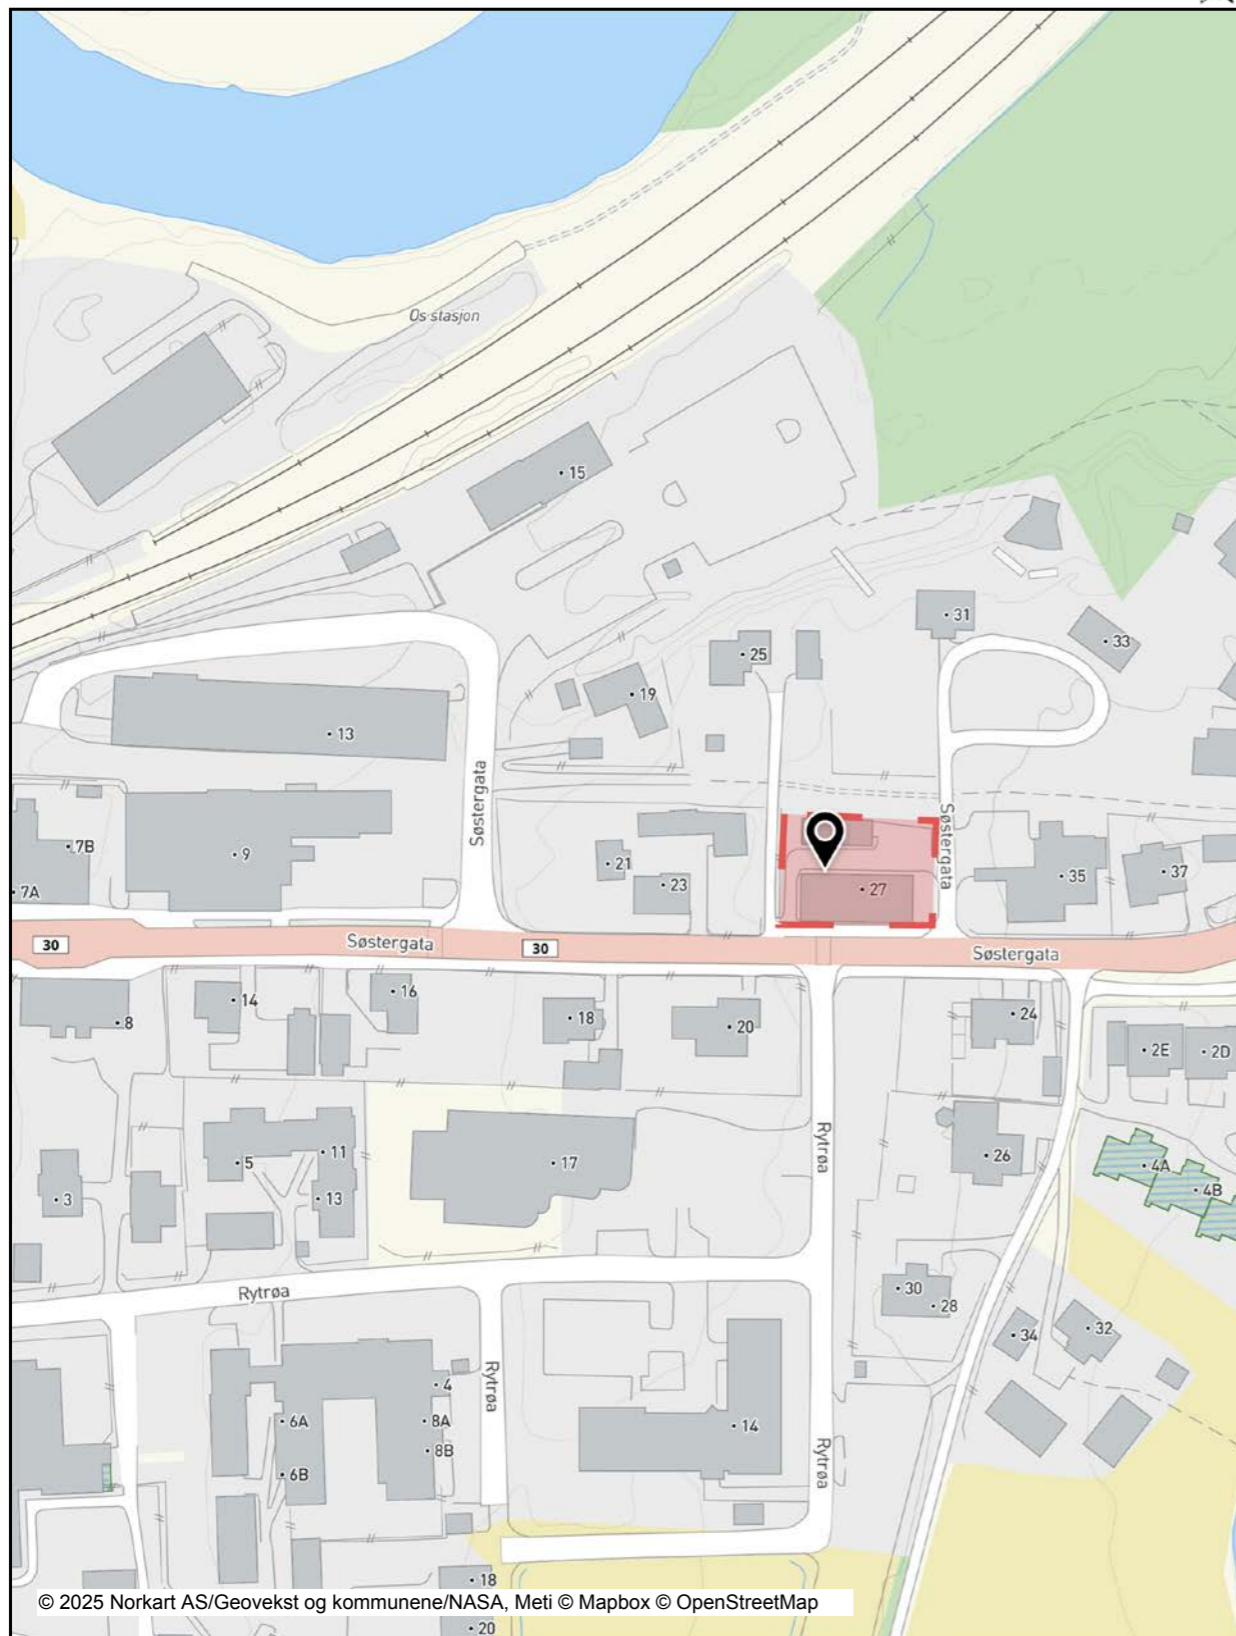 Os stasjon
15
31
33
25
19
13
Søstergata
Søstergata
7B
9
21
23
27
35
37
7A
30
Søstergata
30
Søstergata
14
16
8
18
20
24
2E
2D
Rytrøa
11
5
17
26
4A
4B
3
13
Rytrøa
30
28
34
32
Rytrøa
4
6A
8A
14
8B
Rytrøa
6B
18
© 2025 Norkart AS/Geovekst og kommunene/NASA, Meti © Mapbox © OpenStreetMap
20